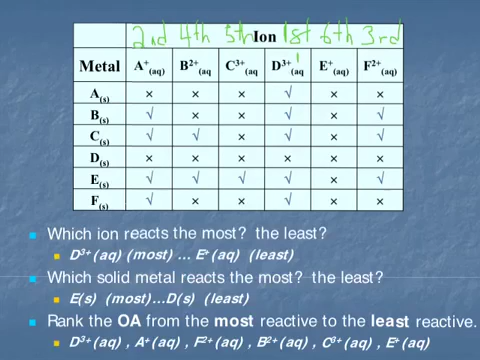 2nd 4th 5th Ion 1st 6th 3rd
Metal A⁺(aq) B²⁺(aq C³⁺(aq D³⁺(aq) E⁺(aq) F²⁺(aq)
A(s) × × × √ × ×
B(s) √ × × √ × √
C(s) √ √ × √ × √
D(s) × × × × × ×
E(s) √ √ √ √ × √
F(s) √ × × √ × ×
Which ion reacts the most? the least?
D³⁺(aq) (most) ... E⁺(aq) (least)
Which solid metal reacts the most? the least?
E(s) (most)...D(s) (least)
Rank the OA from the most reactive to the least reactive.
D³⁺(aq) , A⁺(aq) , F²⁺(aq) , B²⁺(aq) , C³⁺(aq) , E⁺(aq)